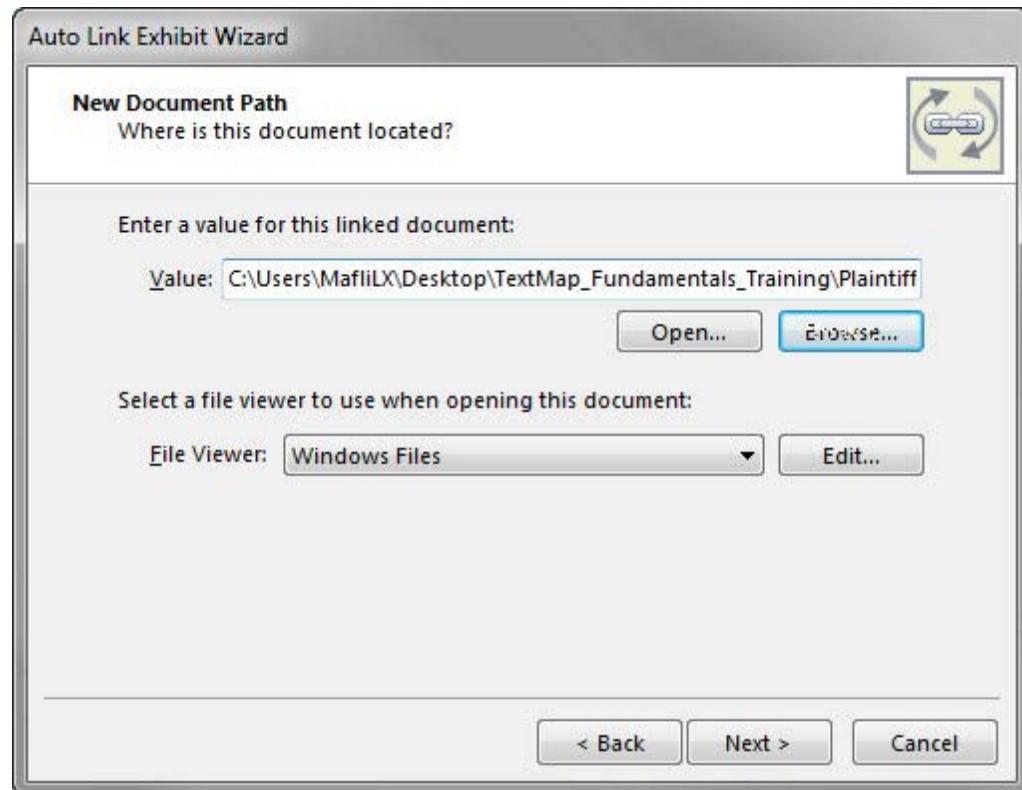 Auto Link Exhibit Wizard
New Document Path
Where is this document located?
Enter a value for this linked document:
Value: C:\Users\MafliLX\Desktop\TextMap_Fundamentals_Training\Plaintiff
Open... Browse...
Select a file viewer to use when opening this document:
File Viewer: Windows Files Edit...
< Back Next > Cancel